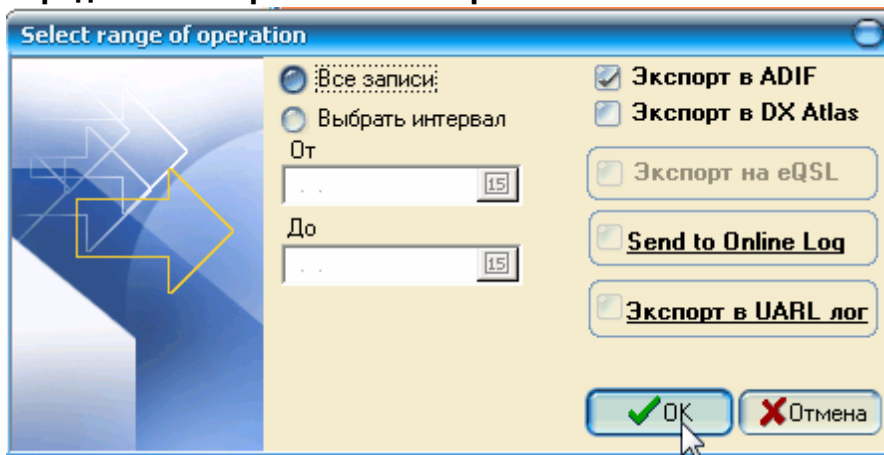 Select range of operation
Все записи
Выбрать интервал
От
. . 15
До
. . 15
Экспорт в ADIF
Экспорт в DX Atlas
Экспорт на eQSL
Send to Online Log
Экспорт в UARL лог
OK
Отмена